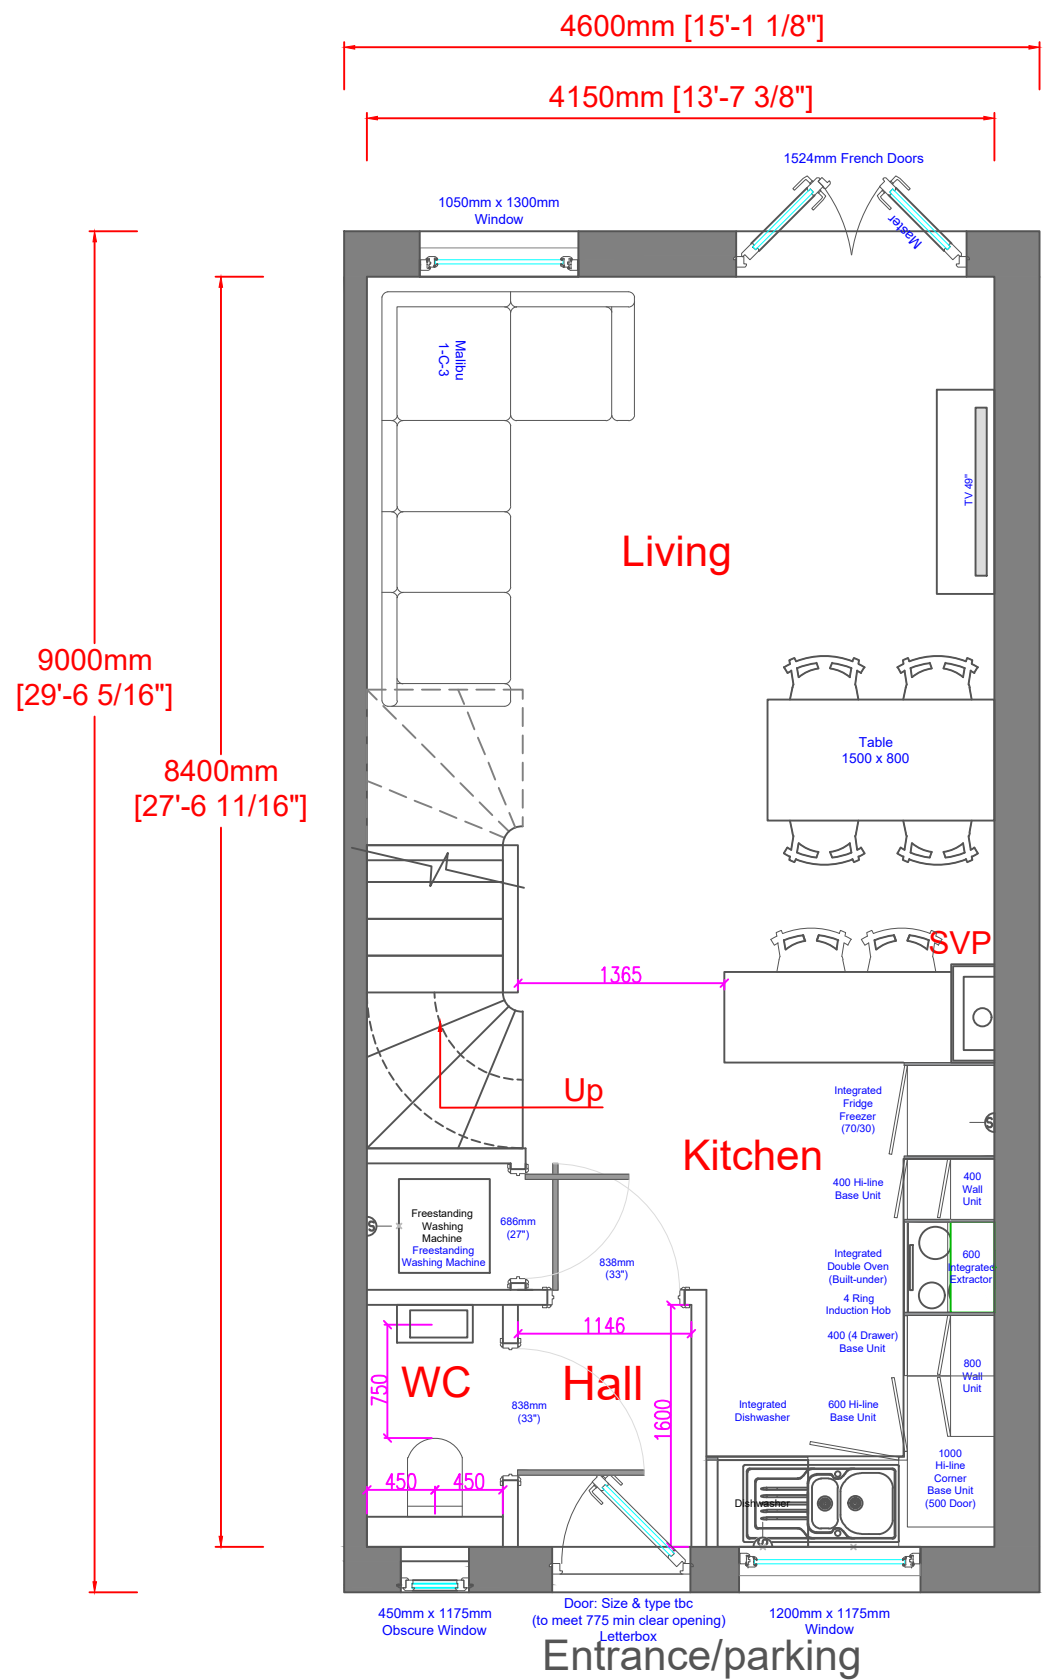 4600mm [15'-1 1/8"]
4150mm [13'-7 3/8"]
1524mm French Doors
1050mm x 1300mm
Window
Master
Malibu
1-C-3
TV 49"
Living
9000mm
[29'-6 5/16"]
8400mm
[27'-6 11/16"]
Table
1500 x 800
SVP
1365
Up
Integrated
Fridge
Freezer
(70/30)
S
Kitchen
400 Hi-line
Base Unit
400
Wall
Unit
Freestanding
Washing
Machine
Freestanding
Washing Machine
S
686mm
(27")
838mm
(33")
Integrated
Double Oven
(Built-under)
600
Integrated
Extractor
4 Ring
Induction Hob
1146
400 (4 Drawer)
Base Unit
800
Wall
Unit
750
WC
Hall
838mm
(33")
1600
Integrated
Dishwasher
600 Hi-line
Base Unit
1000
Hi-line
Corner
Base Unit
(500 Door)
450
450
Dishwasher
450mm x 1175mm
Obscure Window
Door: Size & type tbc
(to meet 775 min clear opening)
Letterbox
1200mm x 1175mm
Window
Entrance/parking